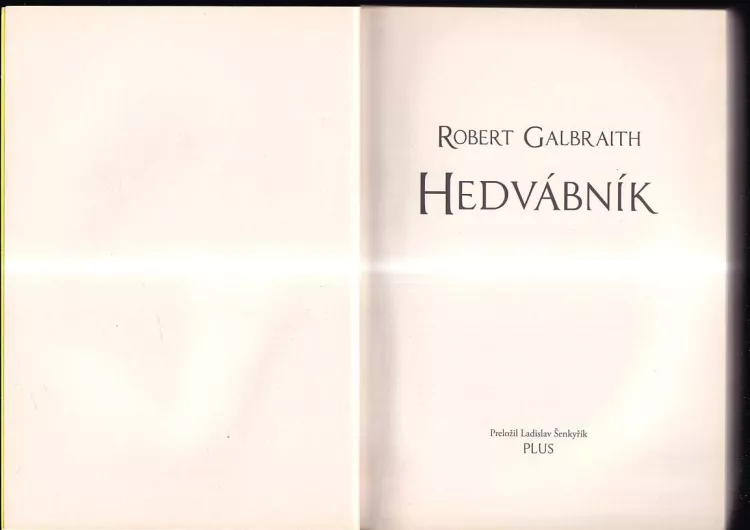 ROBERT GALBRAITH
HEDVÁBNÍK
Preložil Ladislav Šenkyřík
PLUS